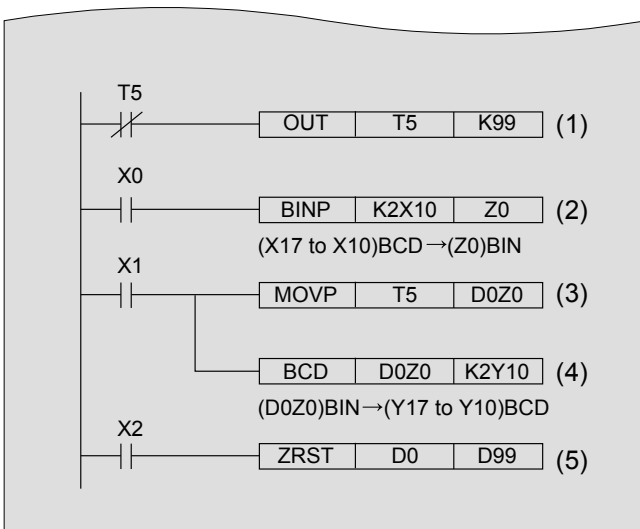 T5
OUT T5 K99 (1)
X0
BINP K2X10 Z0 (2)
(X17 to X10)BCD→(Z0)BIN
X1
MOVP T5 D0Z0 (3)
BCD D0Z0 K2Y10 (4)
(D0Z0)BIN→(Y17 to Y10)BCD
X2
ZRST D0 D99 (5)